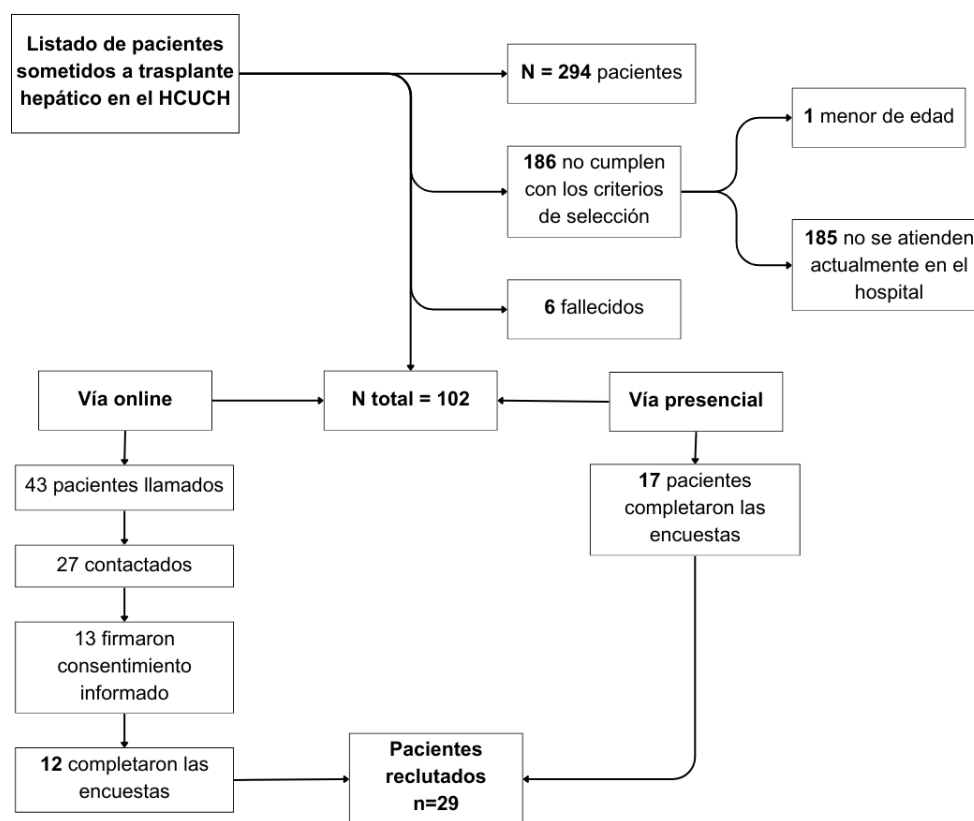 Listado de pacientes
sometidos a trasplante
hepático en el HCUCH
N = 294 pacientes
1 menor de edad
186 no cumplen
con los criterios
de selección
185 no se atienden
actualmente en el
hospital
6 fallecidos
Vía online
N total = 102
Vía presencial
43 pacientes llamados
17 pacientes
completaron las
encuestas
27 contactados
13 firmaron
consentimiento
informado
12 completaron las
encuestas
Pacientes
reclutados
n=29